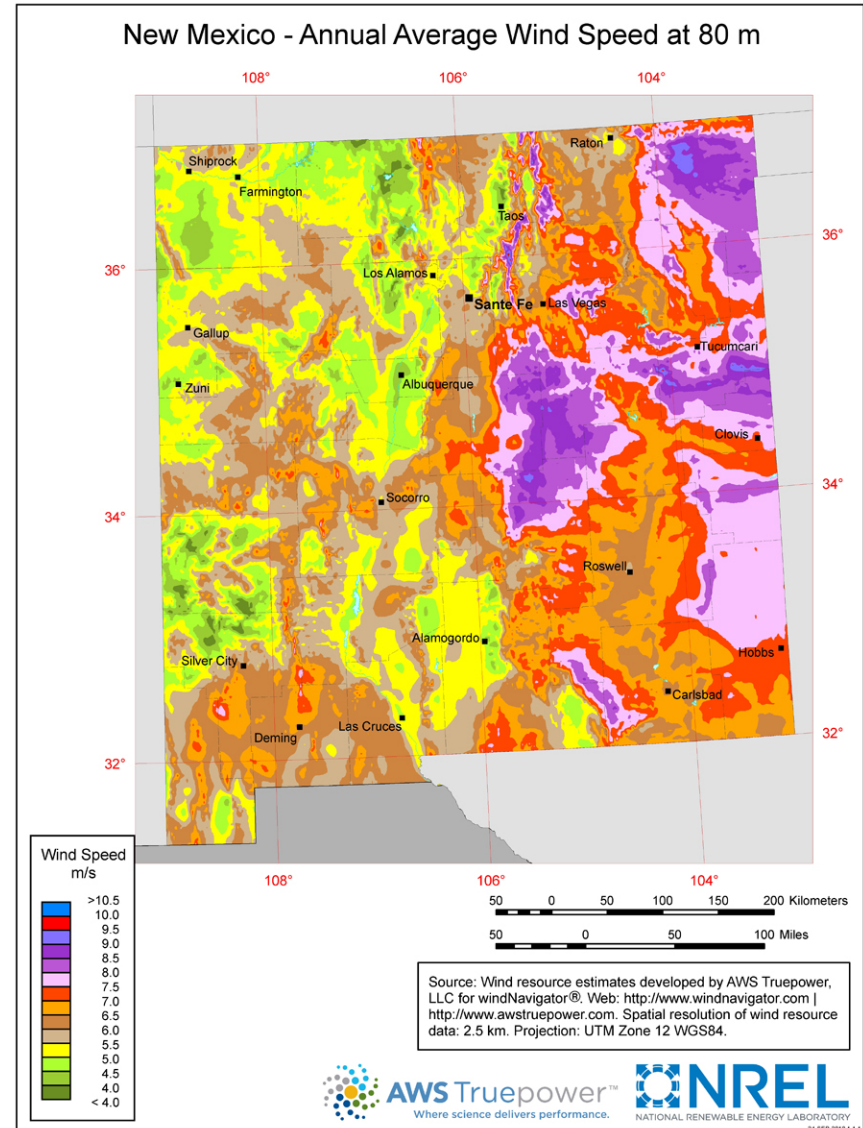 New Mexico - Annual Average Wind Speed at 80 m
108°
106°
104°
Raton
Shiprock
Farmington
Taos
36°
36°
Los Alamos
Sante Fe
Las Vegas
Gallup
Tucumcari
Zuni
Albuquerque
Clovis
34°
34°
Socorro
Roswell
Alamogordo
Hobbs
Silver City
Carlsbad
Las Cruces
Deming
32°
32°
108°
106°
104°
Wind Speed
m/s
>10.5
10.0
9.5
9.0
8.5
8.0
7.5
7.0
6.5
6.0
5.5
5.0
4.5
4.0
< 4.0
50 0 50 100 150 200 Kilometers
50 0 50 100 Miles
Source: Wind resource estimates developed by AWS Truepower,
LLC for windNavigator®. Web: http://www.windnavigator.com |
http://www.awstruepower.com. Spatial resolution of wind resource
data: 2.5 km. Projection: UTM Zone 12 WGS84.
AWS Truepower™
Where science delivers performance.
NREL
NATIONAL RENEWABLE ENERGY LABORATORY